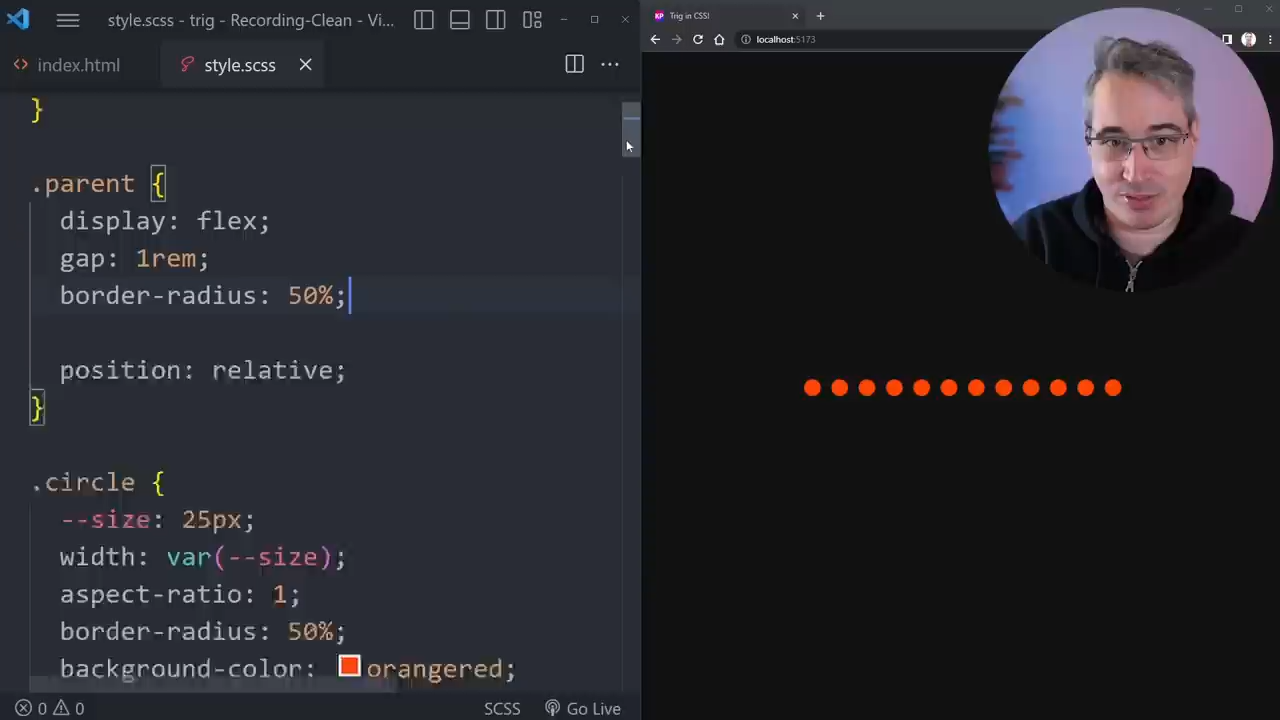 style.scss - trig - Recording-Clean - Vi...
index.html
style.scss
}
.parent {
display: flex;
gap: 1rem;
border-radius: 50%;
position: relative;
}
.circle {
--size: 25px;
width: var(--size);
aspect-ratio: 1;
border-radius: 50%;
background-color: orangered;
0
0
SCSS
Go Live
KP
Trig in CSS!
localhost:5173